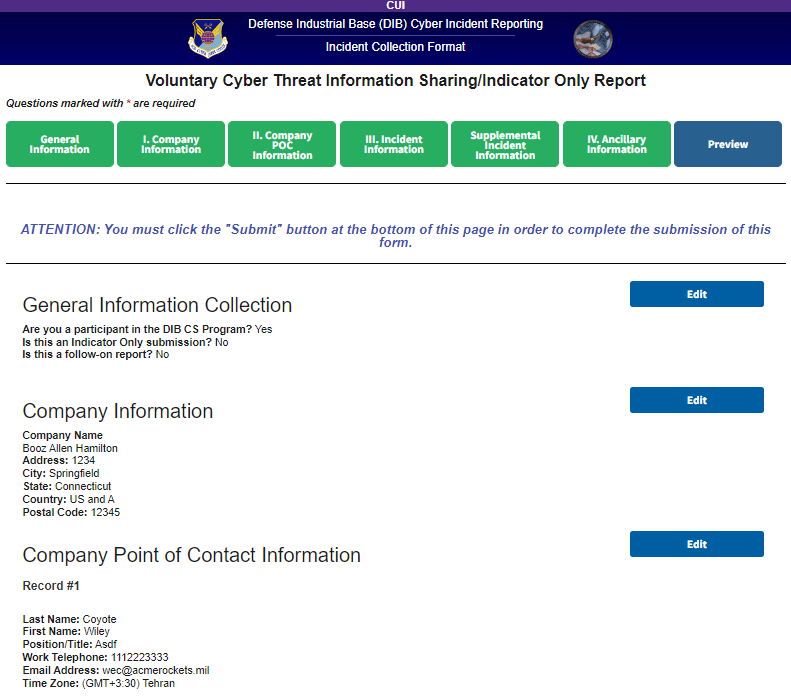 CUI
Defense Industrial Base (DIB) Cyber Incident Reporting
Incident Collection Format
Voluntary Cyber Threat Information Sharing/Indicator Only Report
Questions marked with * are required
General
Information
I. Company
Information
II. Company
POC
Information
III. Incident
Information
Supplemental
Incident
Information
IV. Ancillary
Information
Preview
ATTENTION: You must click the "Submit" button at the bottom of this page in order to complete the submission of this
form.
General Information Collection
Edit
Are you a participant in the DIB CS Program? Yes
Is this an Indicator Only submission? No
Is this a follow-on report? No
Company Information
Edit
Company Name
Booz Allen Hamilton
Address: 1234
City: Springfield
State: Connecticut
Country: US and A
Postal Code: 12345
Company Point of Contact Information
Edit
Record #1
Last Name: Coyote
First Name: Wiley
Position/Title: Asdf
Work Telephone: 1112223333
Email Address: wec@acmerockets.mil
Time Zone: (GMT+3:30) Tehran